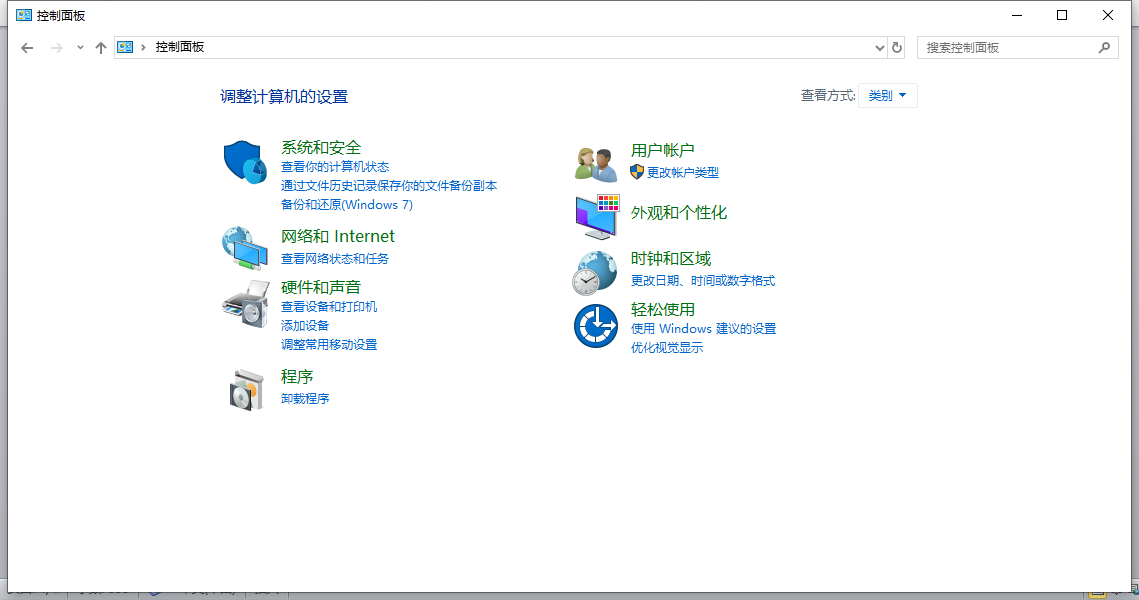 控制面板
控制面板
搜索控制面板
调整计算机的设置
查看方式: 类别
系统和安全
查看你的计算机状态
通过文件历史记录保存你的文件备份副本
备份和还原(Windows 7)
网络和 Internet
查看网络状态和任务
硬件和声音
查看设备和打印机
添加设备
调整常用移动设置
程序
卸载程序
用户帐户
更改帐户类型
外观和个性化
时钟和区域
更改日期、时间或数字格式
轻松使用
使用 Windows 建议的设置
优化视觉显示